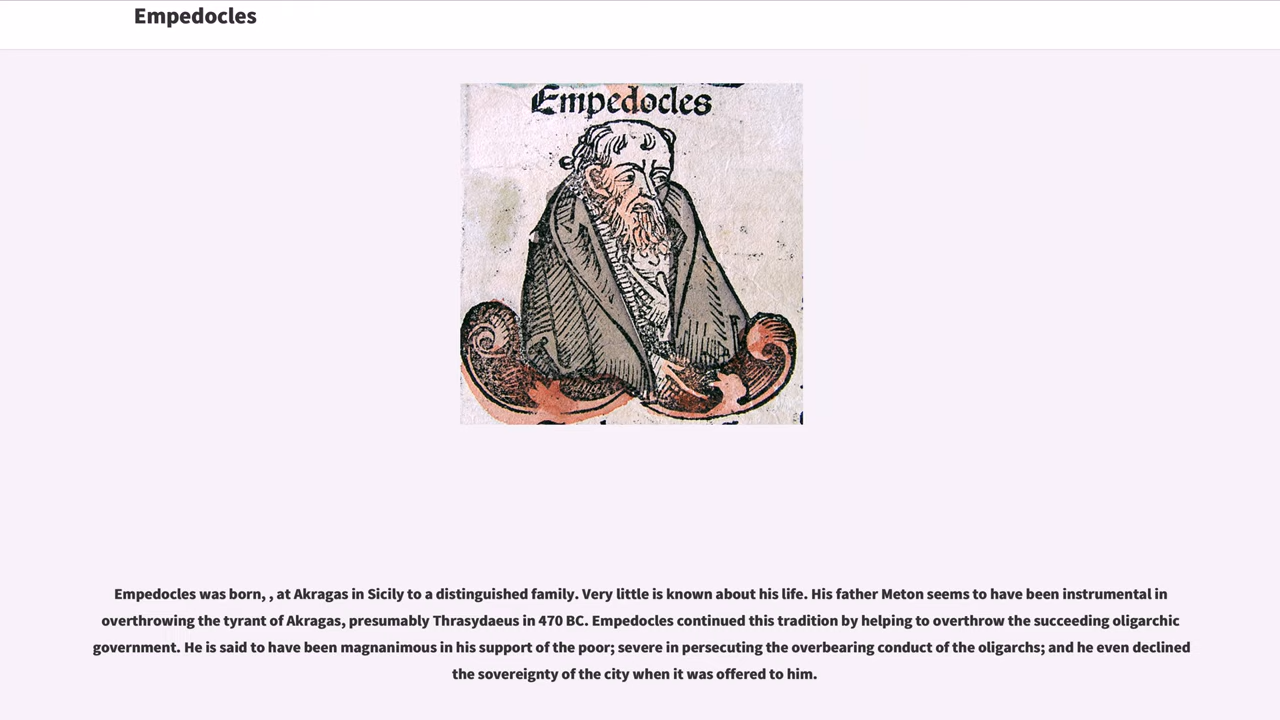 Empedocles
Empedocles
Empedocles was born, , at Akragas in Sicily to a distinguished family. Very little is known about his life. His father Meton seems to have been instrumental in
overthrowing the tyrant of Akragas, presumably Thrasydaeus in 470 BC. Empedocles continued this tradition by helping to overthrow the succeeding oligarchic
government. He is said to have been magnanimous in his support of the poor; severe in persecuting the overbearing conduct of the oligarchs; and he even declined
the sovereignty of the city when it was offered to him.